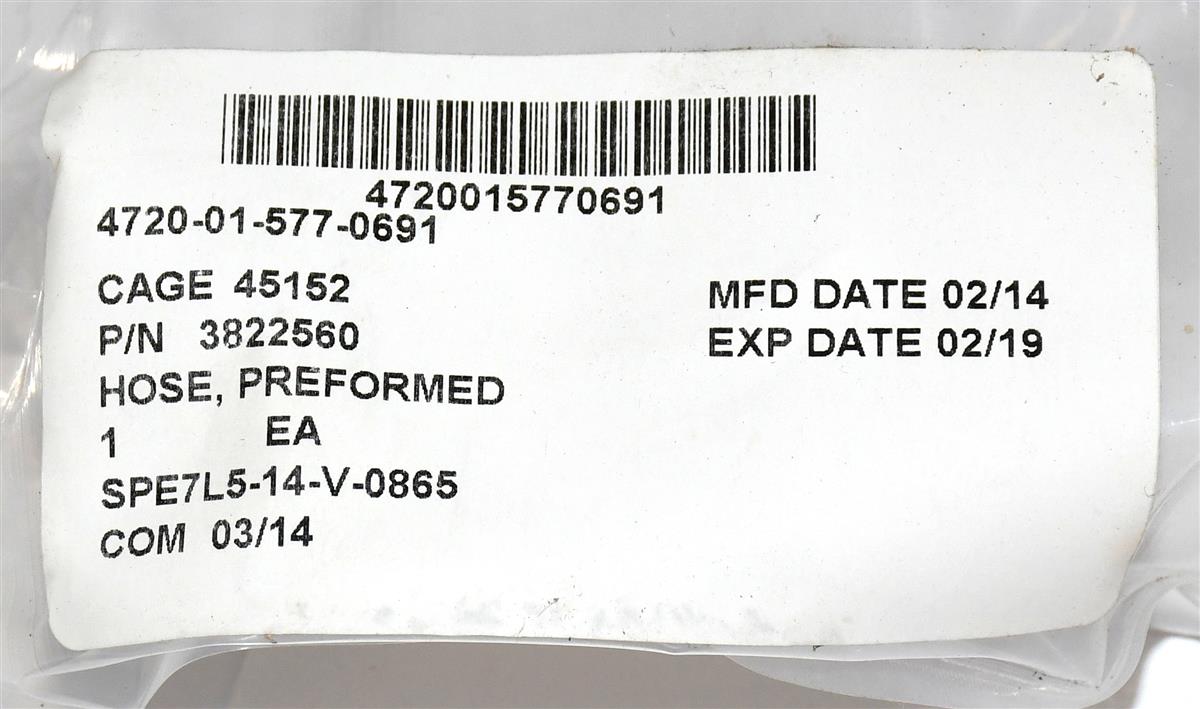 4720015770691
4720-01-577-0691
CAGE 45152
P/N 3822560
HOSE, PREFORMED
1 EA
SPE7L5-14-V-0865
COM 03/14
MFD DATE 02/14
EXP DATE 02/19